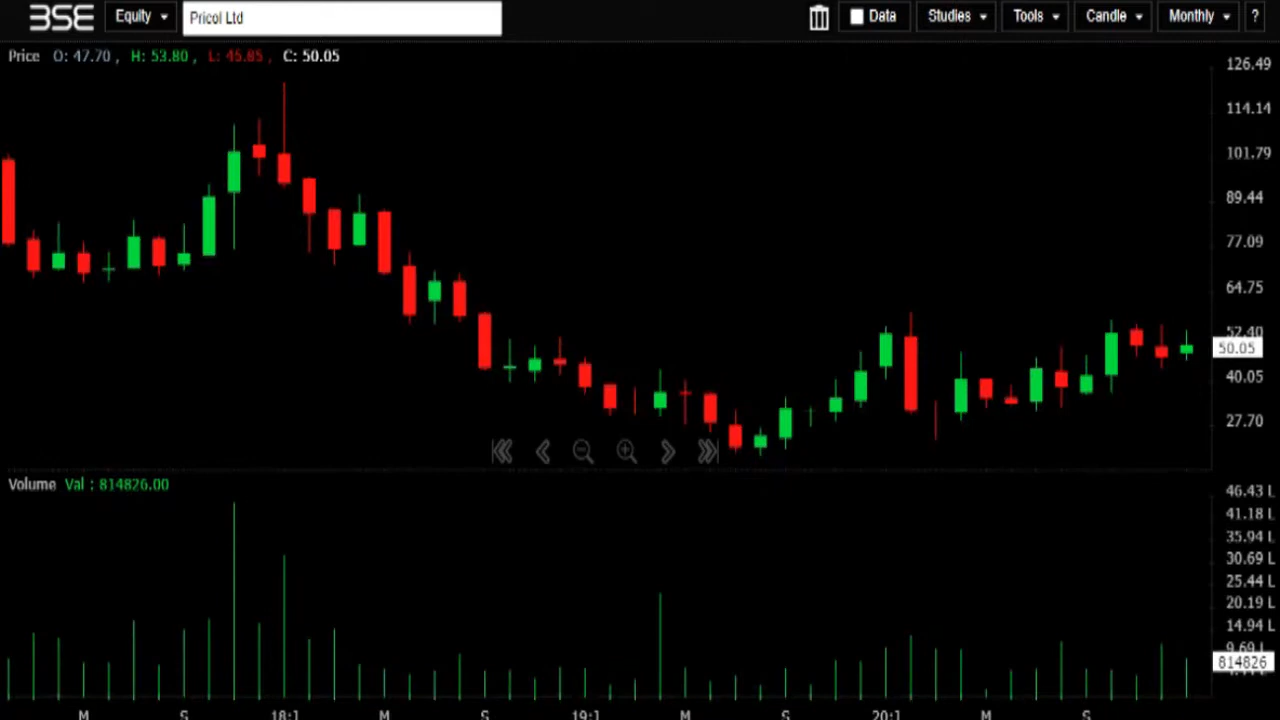 BSE Equity Pricol Ltd Data Studies Tools Candle Monthly ?
Price O: 47.70 , H: 53.80 , L: 45.85 , C: 50.05
126.49
114.14
101.79
89.44
77.09
64.75
52.40
50.05
40.05
27.70
Volume Val : 814826.00
46.43 L
41.18 L
35.94 L
30.69 L
25.44 L
20.19 L
14.94 L
9.69 L
814826
M S 18:1 M S 19:1 M S 20:1 M S